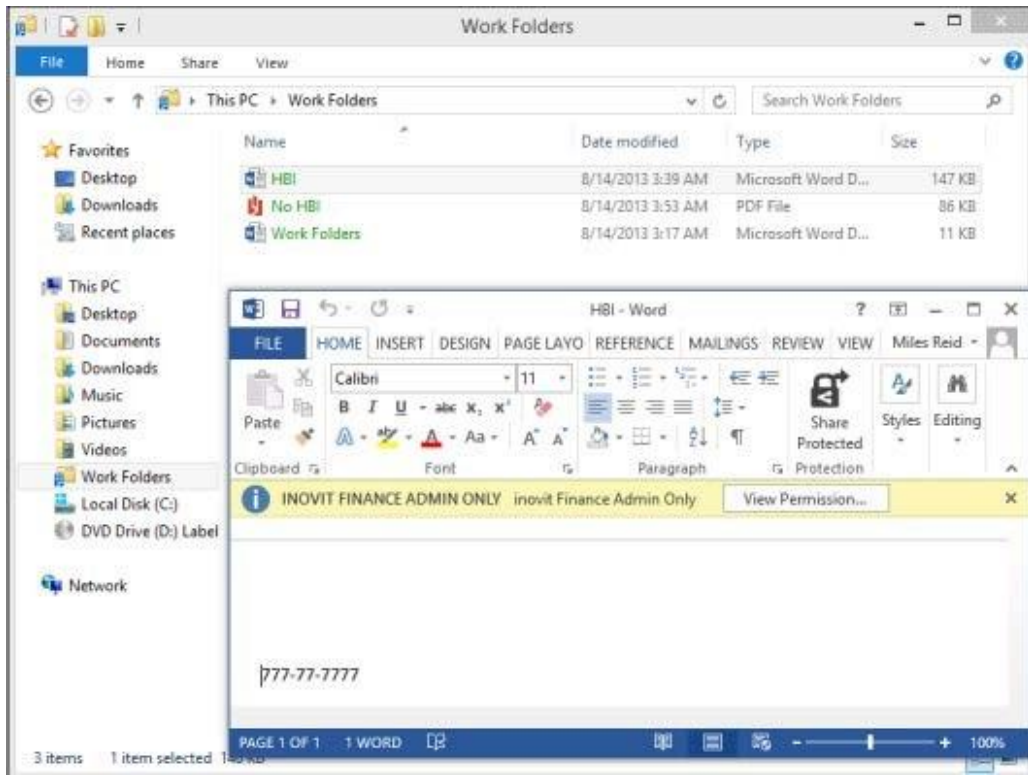 Work Folders
File Home Share View
This PC Work Folders
Search Work Folders
Name Date modified Type Size
HBI 8/14/2013 3:39 AM Microsoft Word D... 147 KB
No HBI 8/14/2013 3:53 AM PDF File 86 KB
Work Folders 8/14/2013 3:17 AM Microsoft Word D... 11 KB
Favorites
Desktop
Downloads
Recent places
This PC
Desktop
Documents
Downloads
Music
Pictures
Videos
Work Folders
Local Disk (C:)
DVD Drive (D:) Label
Network
3 items 1 item selected
HBI - Word
FILE HOME INSERT DESIGN PAGE LAYO REFERENCE MAILINGS REVIEW VIEW Miles Reid
Calibri 11
Paste
B I U abc x, x'
Aa A A
Share
Protected
Styles Editing
Clipboard Font Paragraph Protection
INOVIT FINANCE ADMIN ONLY inovit Finance Admin Only View Permission...
777-77-7777
PAGE 1 OF 1 1 WORD 100%